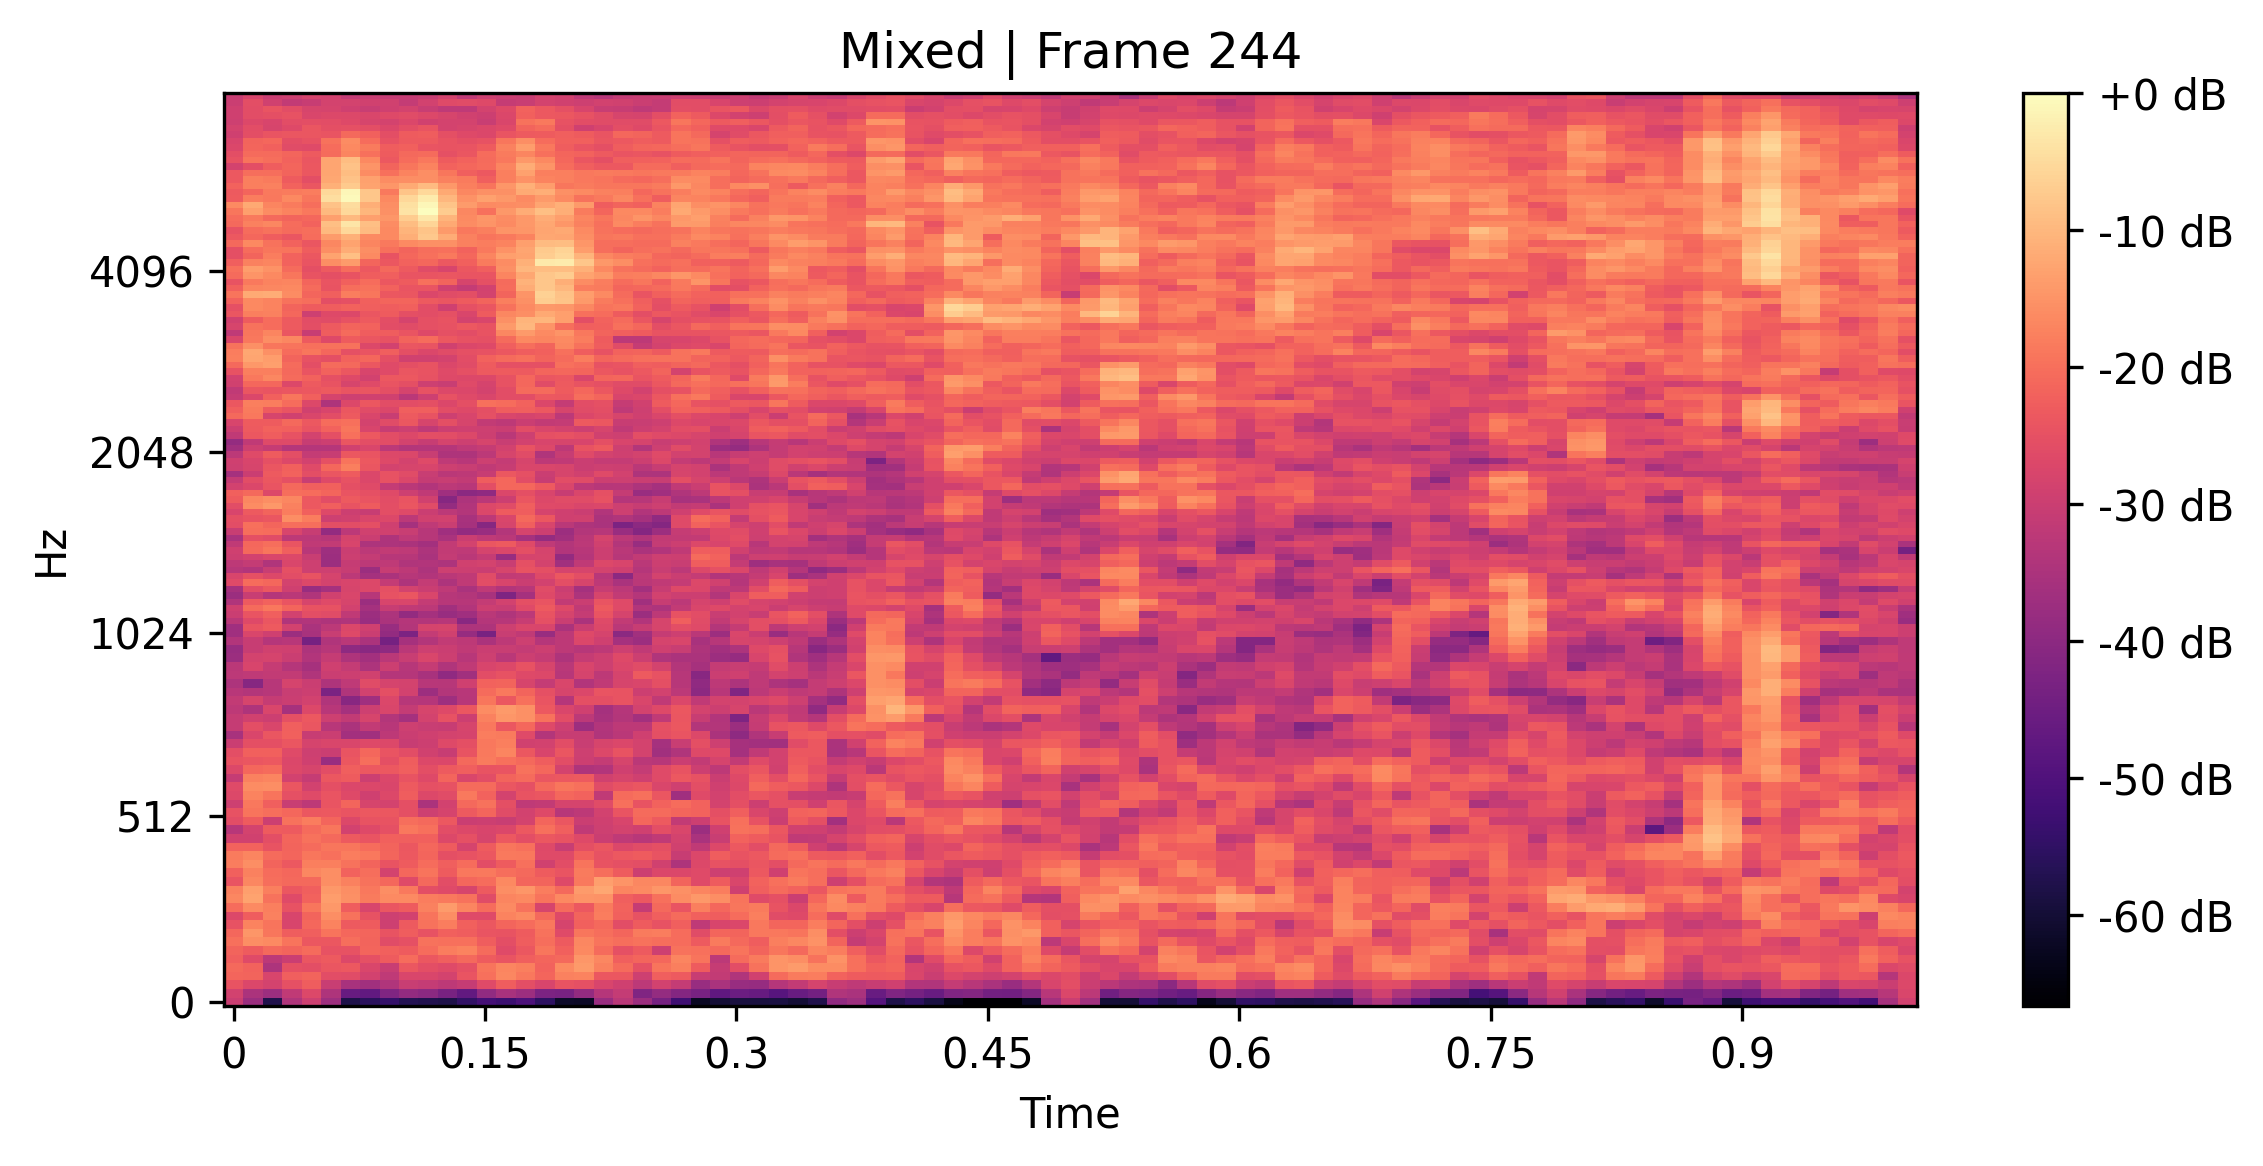 Mixed | Frame 244
+0 dB
-10 dB
-20 dB
-30 dB
-40 dB
-50 dB
-60 dB
Hz
4096
2048
1024
512
0
0 0.15 0.3 0.45 0.6 0.75 0.9
Time